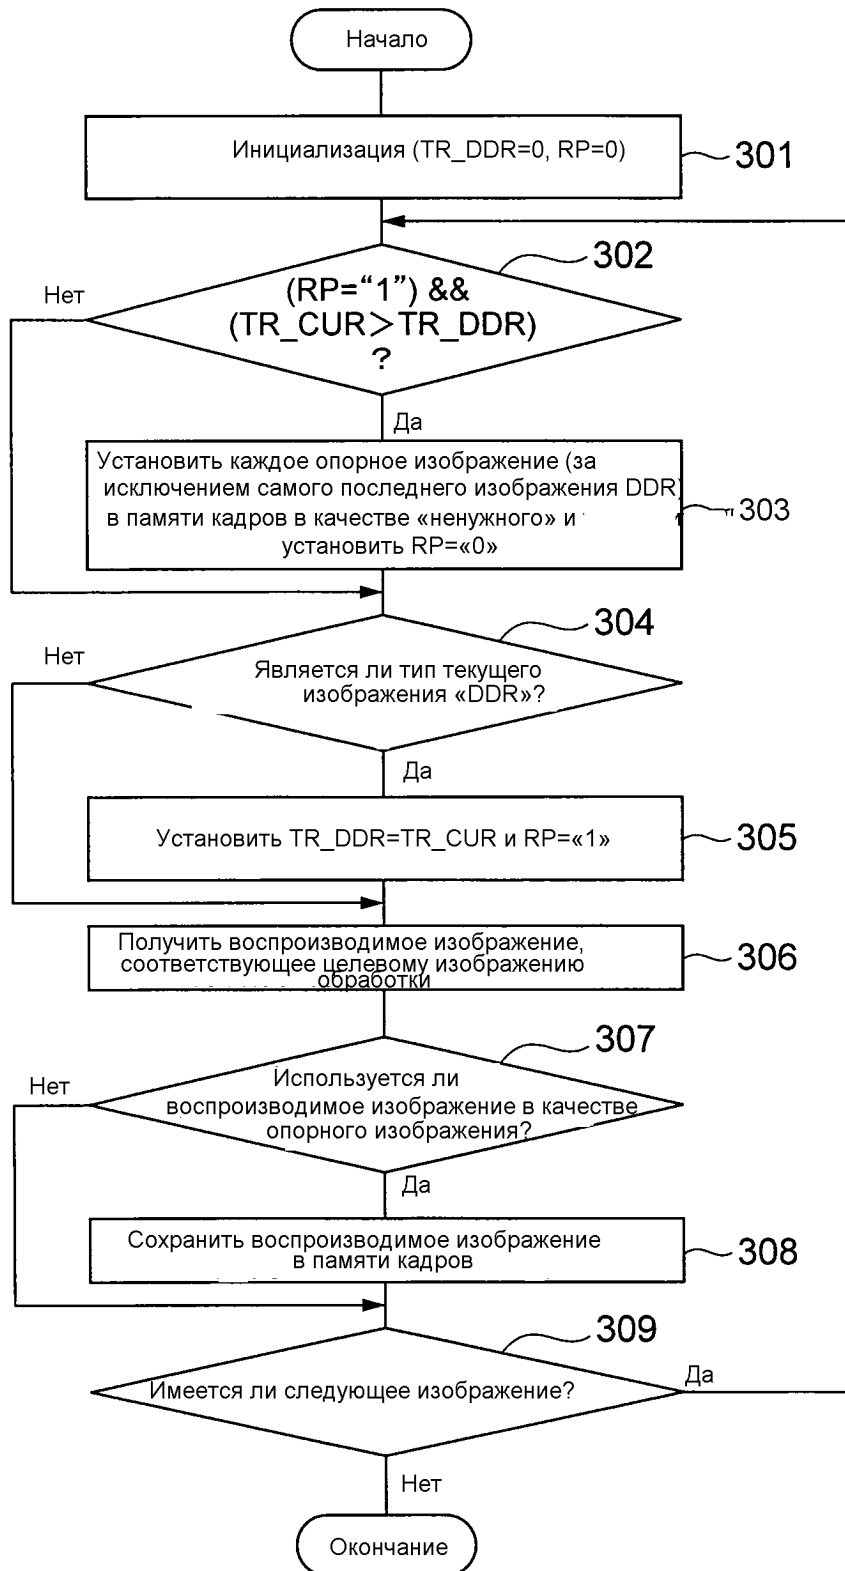 Начало
Инициализация (TR_DDR=0, RP=0)
301
302
Нет
(RP=“1”) &&
(TR_CUR>TR_DDR)
?
Да
Установить каждое опорное изображение (за
исключением самого последнего изображения DDR)
в памяти кадров в качестве «ненужного» и
установить RP=«0»
303
304
Нет
Является ли тип текущего
изображения «DDR»?
Да
Установить TR_DDR=TR_CUR и RP=«1»
305
Получить воспроизводимое изображение,
соответствующее целевому изображению
обработки
306
307
Нет
Используется ли
воспроизводимое изображение в качестве
опорного изображения?
Да
Сохранить воспроизводимое изображение
в памяти кадров
308
309
Имеется ли следующее изображение?
Да
Нет
Окончание